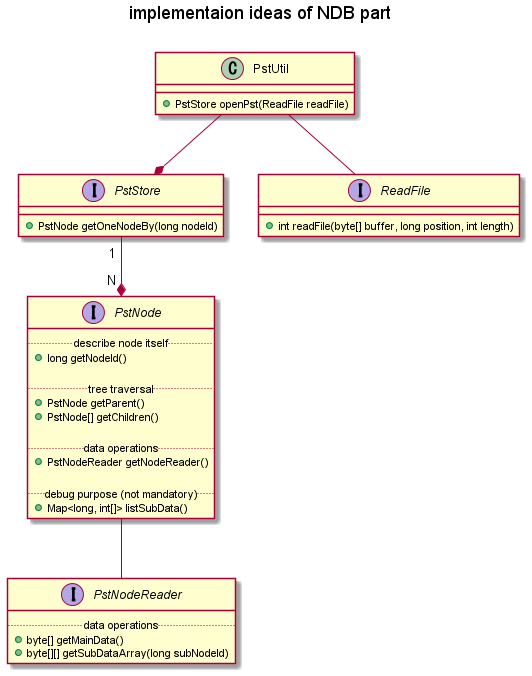 implementaion ideas of NDB part
C PstUtil
PstStore openPst(ReadFile readFile)
I PstStore
PstNode getOneNodeBy(long nodeId)
I ReadFile
int readFile(byte[] buffer, long position, int length)
1
N
I PstNode
describe node itself
long getNodeId()
tree traversal
PstNode getParent()
PstNode[] getChildren()
data operations
PstNodeReader getNodeReader()
debug purpose (not mandatory)
Map<long, int[]> listSubData()
I PstNodeReader
data operations
byte[] getMainData()
byte[][] getSubDataArray(long subNodeId)